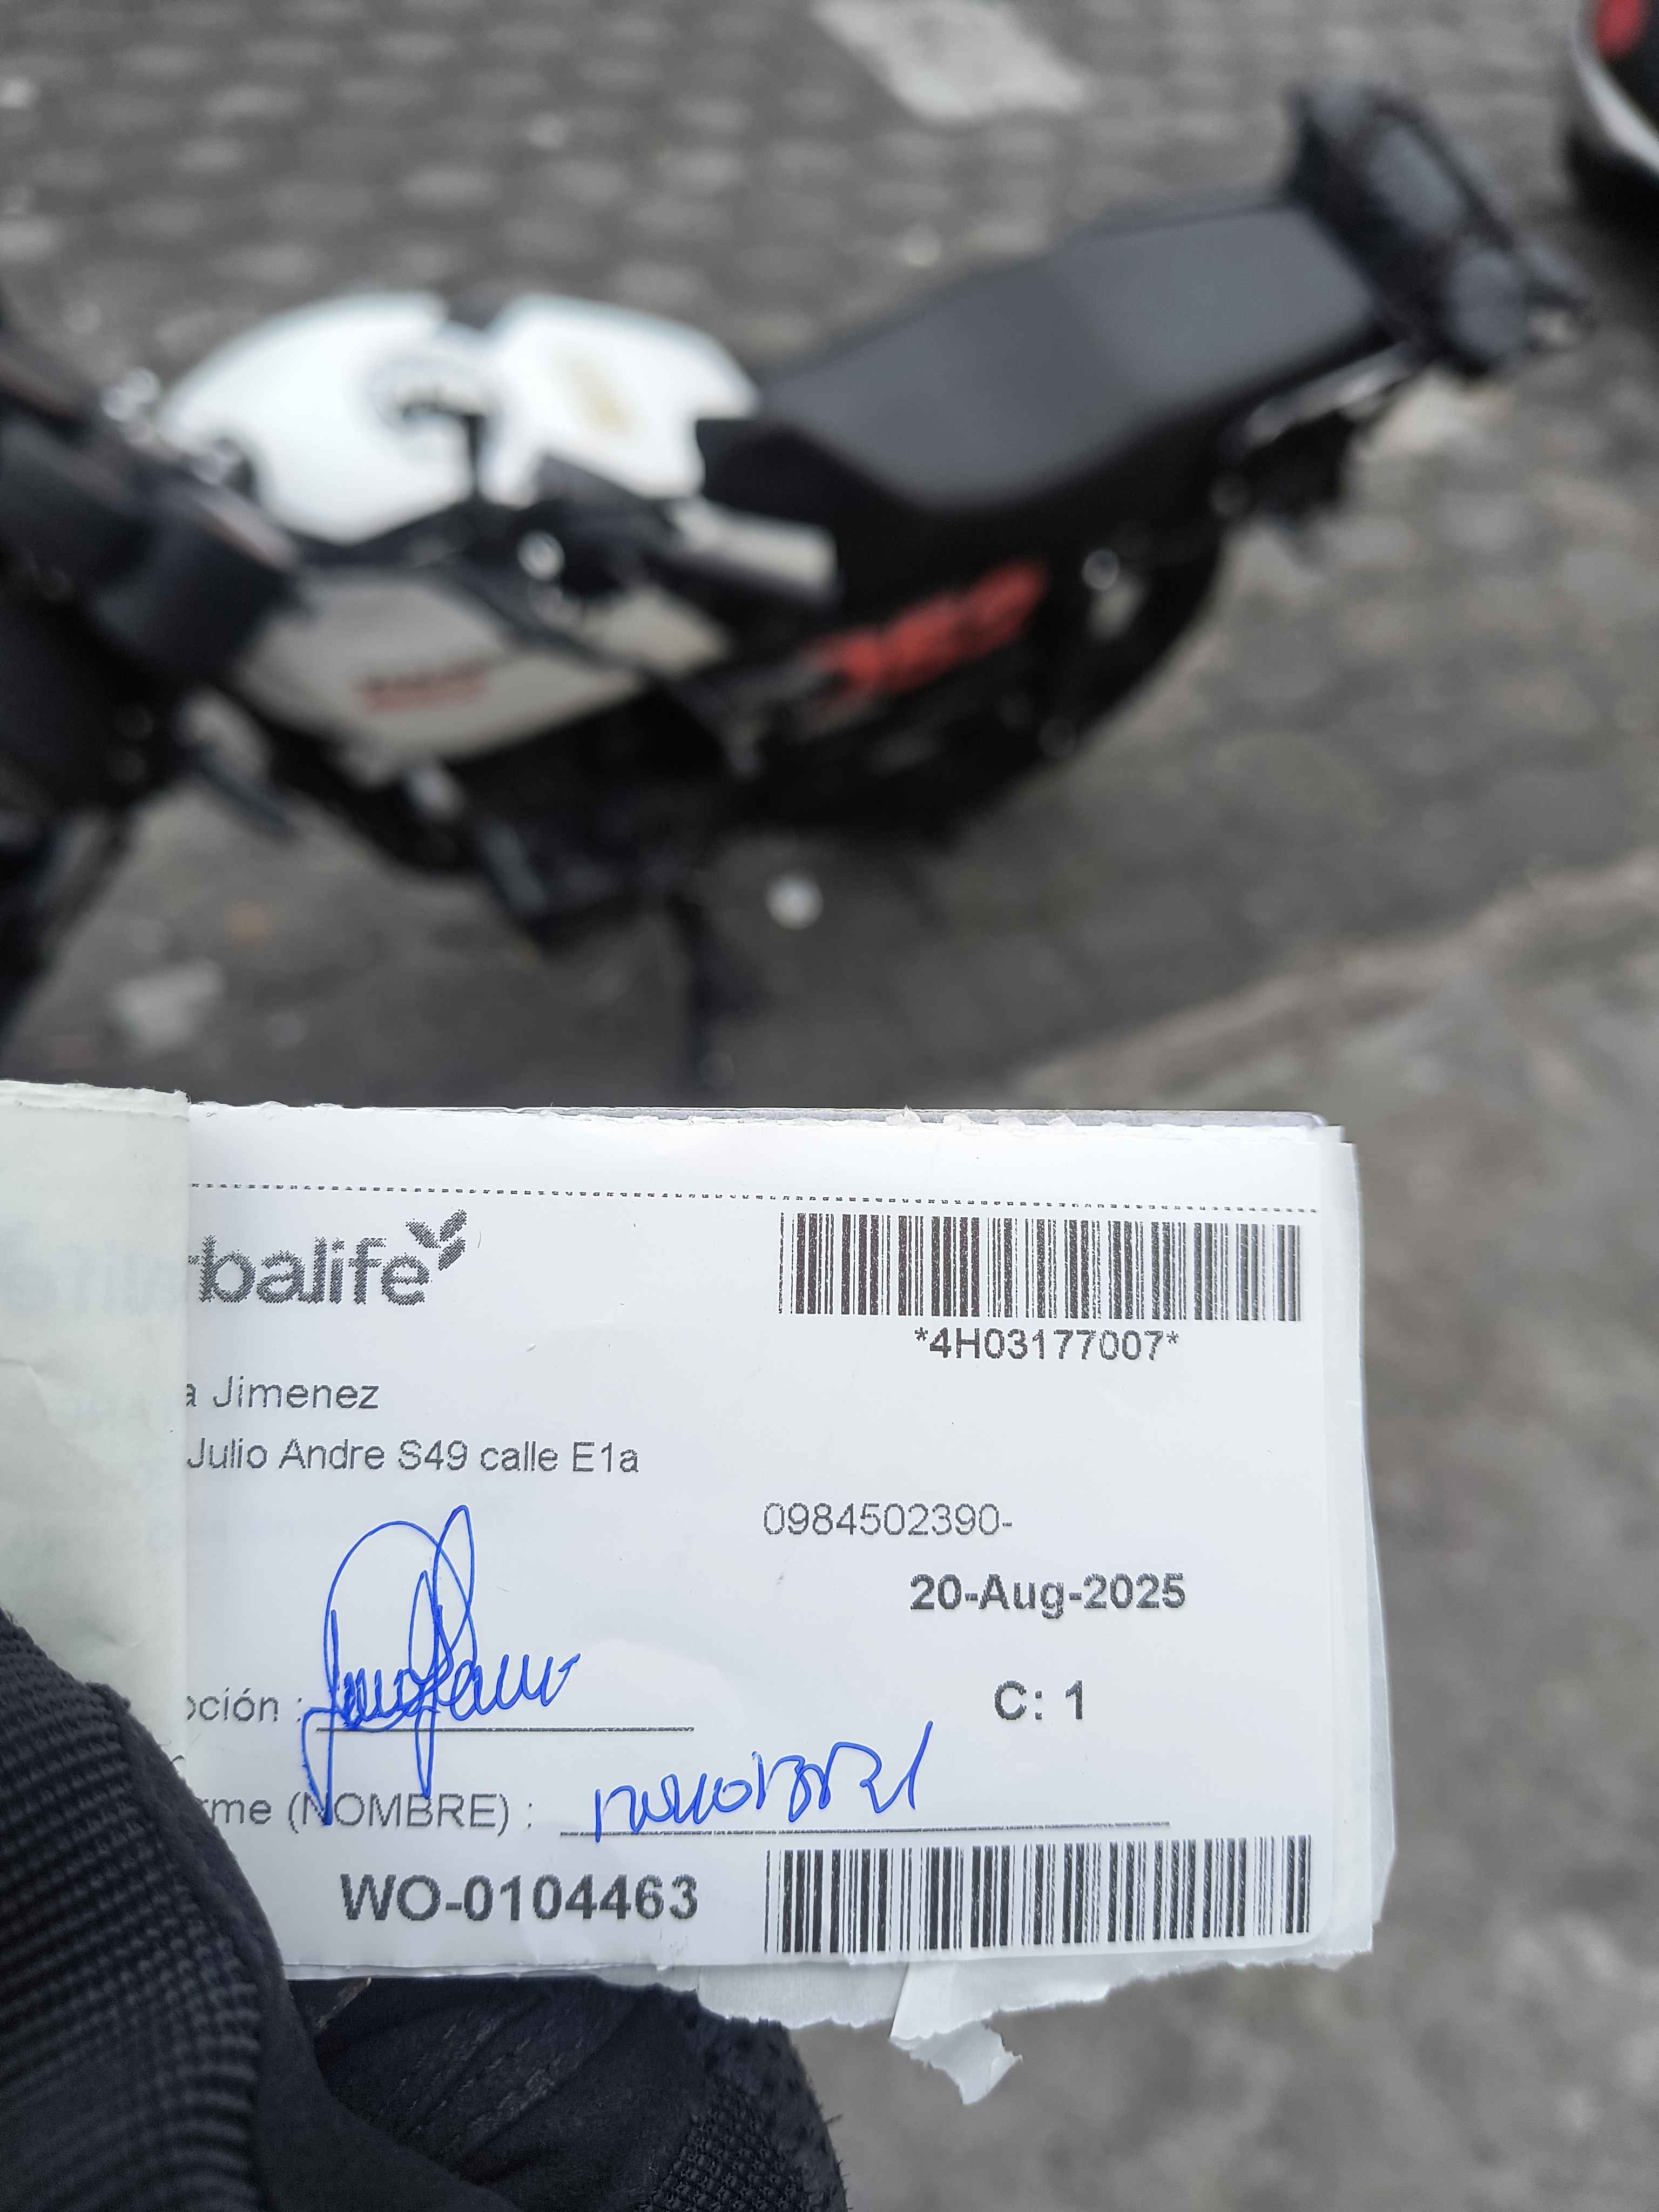 rbalife
*4H03177007*
a Jimenez
Julio Andre S49 calle E1a
0984502390-
20-Aug-2025
pción :
C: 1
rme (NOMBRE) :
WO-0104463